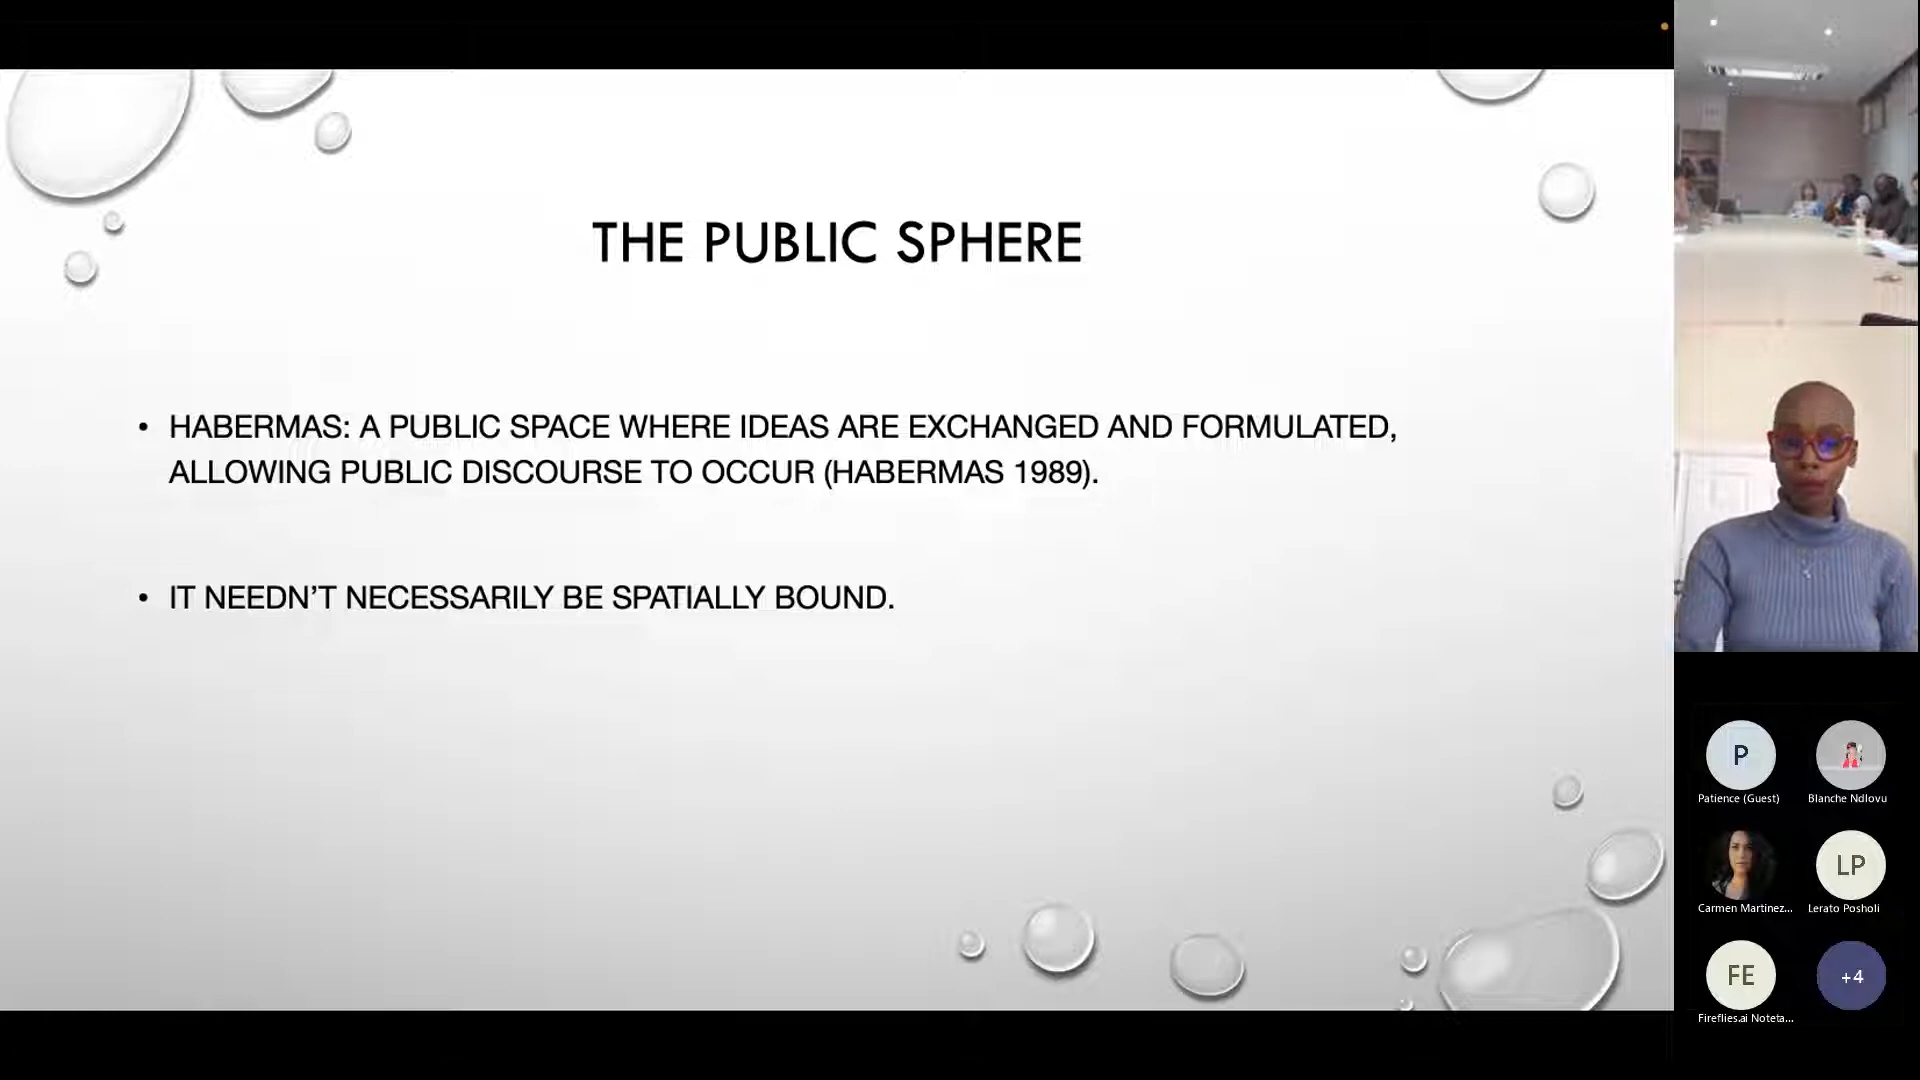 THE PUBLIC SPHERE
• HABERMAS: A PUBLIC SPACE WHERE IDEAS ARE EXCHANGED AND FORMULATED,
ALLOWING PUBLIC DISCOURSE TO OCCUR (HABERMAS 1989).
• IT NEEDN'T NECESSARILY BE SPATIALLY BOUND.
P
Patience (Guest)
Blanche Ndlovu
Carmen Martinez...
LP
Lerato Posholi
FE
Fireflies.ai Noteta...
+4